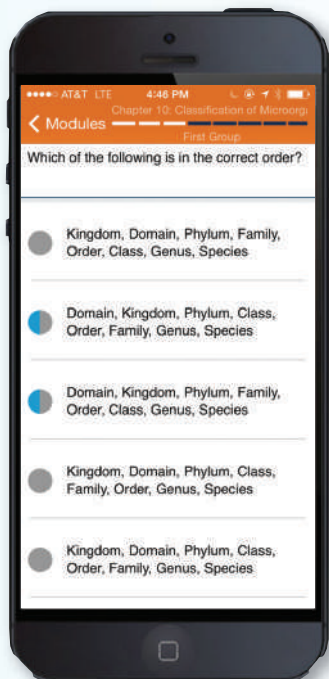 AT&T LTE 4:46 PM
Chapter 10: Classification of Microorg
Modules
First Group
Which of the following is in the correct order?
Kingdom, Domain, Phylum, Family,
Order, Class, Genus, Species
Domain, Kingdom, Phylum, Class,
Order, Family, Genus, Species
Domain, Kingdom, Phylum, Family,
Order, Class, Genus, Species
Kingdom, Domain, Phylum, Class,
Family, Order, Genus, Species
Kingdom, Domain, Phylum, Class,
Order, Family, Genus, Species